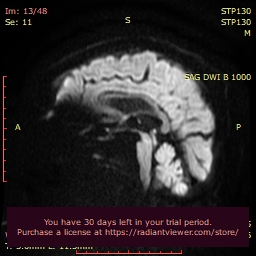 Im: 13/48
Se: 11
S
STP130
STP130
M
SAG DWI B 1000
A
P
You have 30 days left in your trial period.
Purchase a license at https://radiantviewer.com/store/